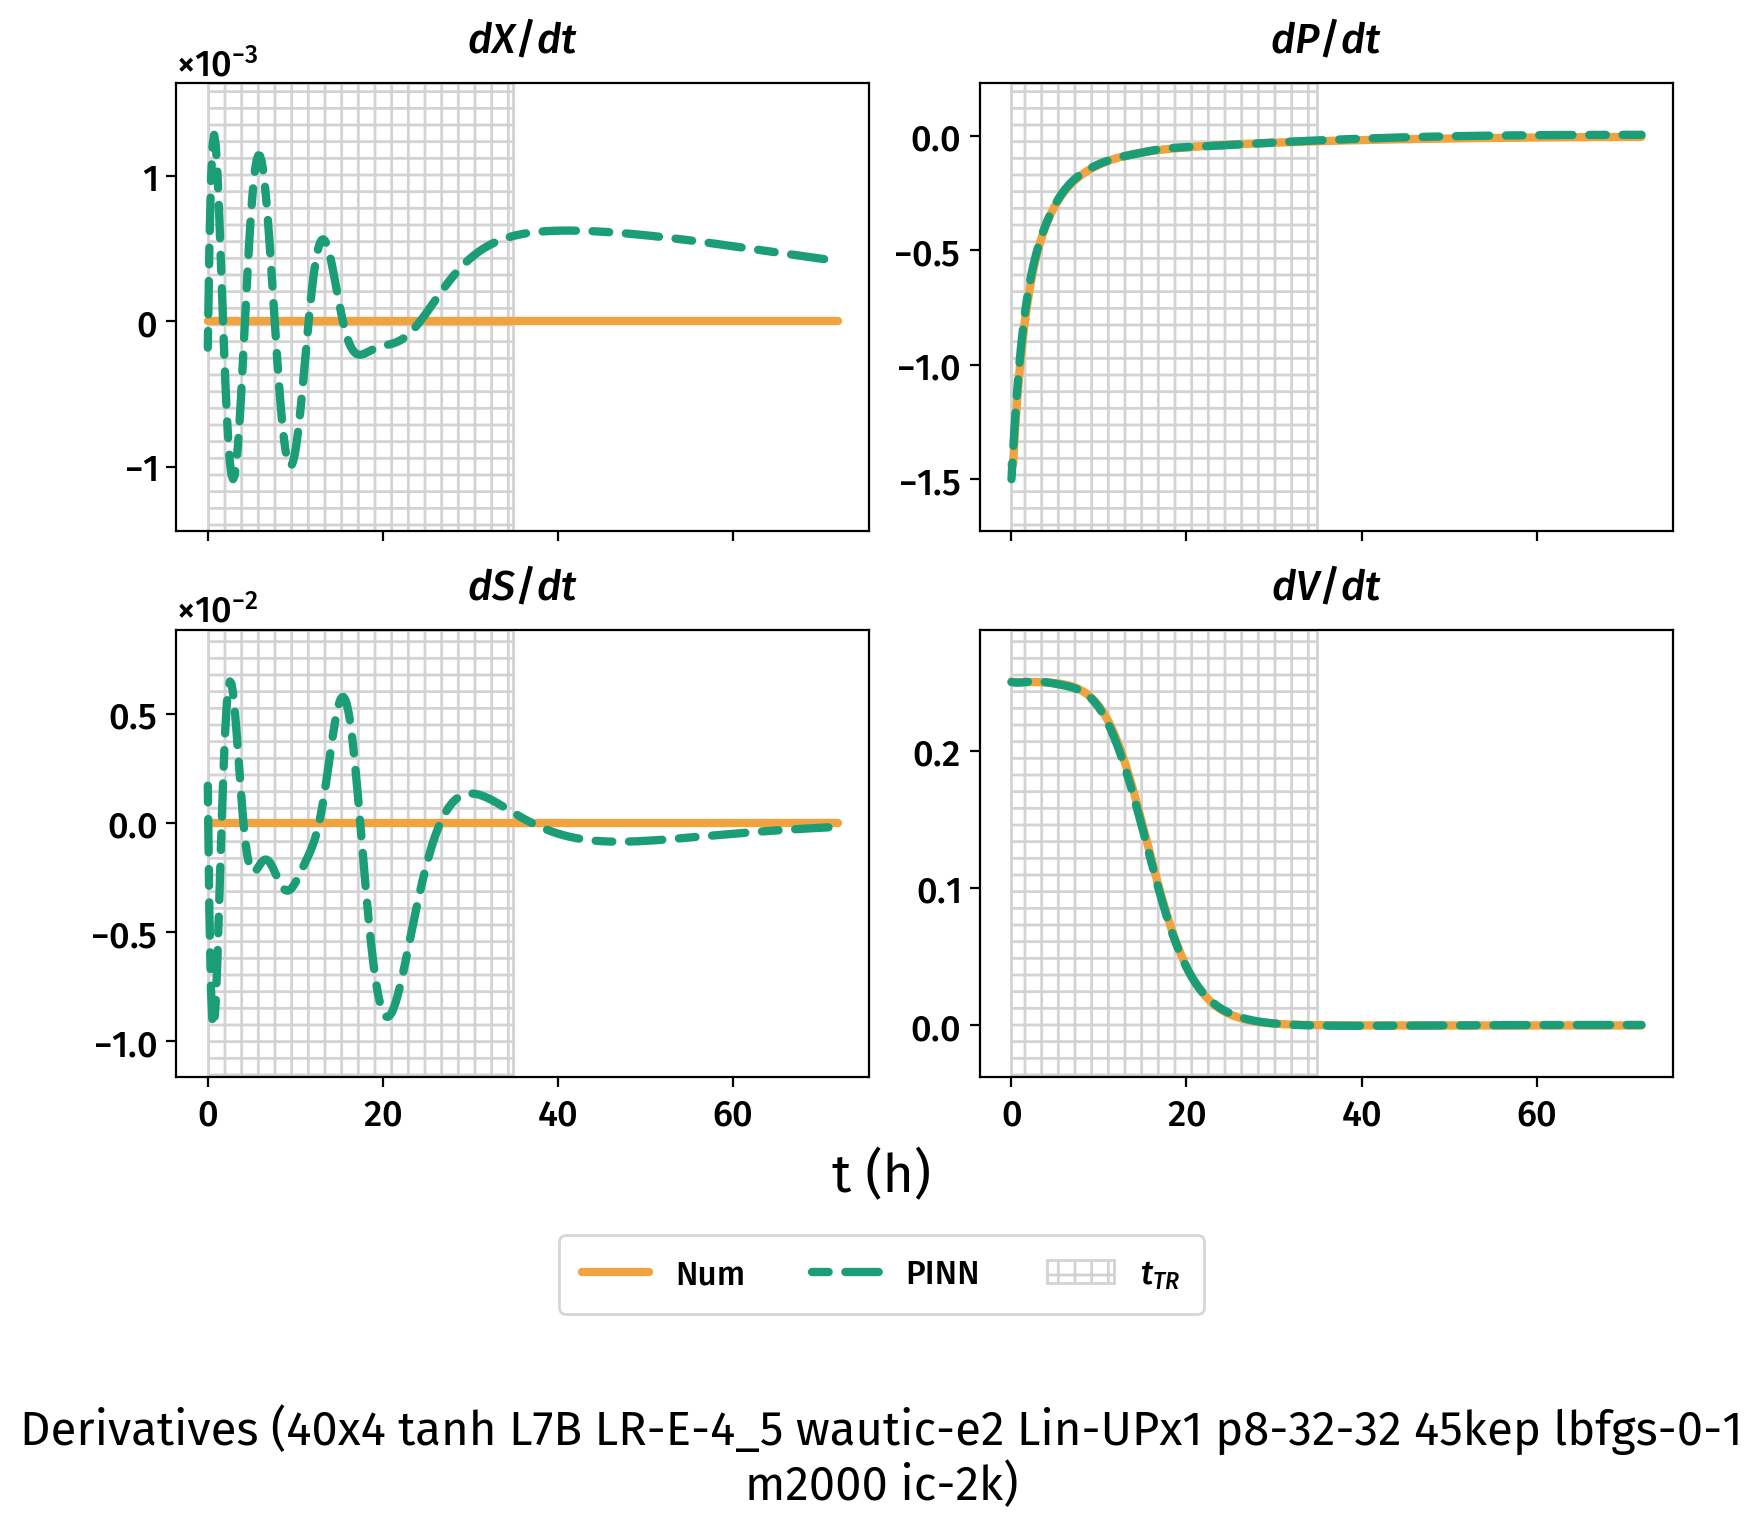 dX/dt
×10⁻³
1
0
−1
dP/dt
0.0
−0.5
−1.0
−1.5
dS/dt
×10⁻²
0.5
0.0
−0.5
−1.0
0 20 40 60
dV/dt
0.2
0.1
0.0
0 20 40 60
t (h)
Num PINN t_TR
Derivatives (40x4 tanh L7B LR-E-4_5 wautic-e2 Lin-UPx1 p8-32-32 45kep lbfgs-0-1
m2000 ic-2k)